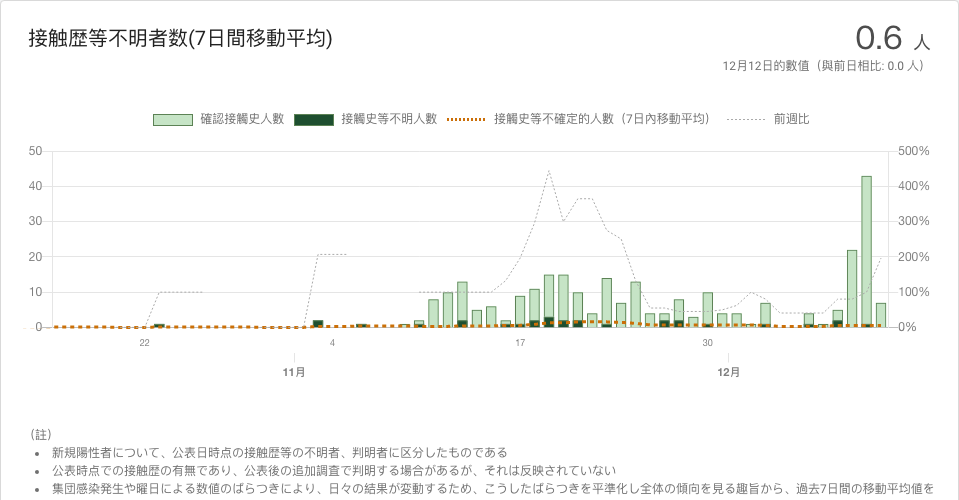 接触歴等不明者数(7日間移動平均)
0.6 人
12月12日的數值（與前日相比: 0.0 人）
確認接觸史人數 接觸史等不明人數 接觸史等不確定的人數（7日內移動平均） 前週比
50 500%
40 400%
30 300%
20 200%
10 100%
0 0%
22 4 17 30
11月 12月
（註）
• 新規陽性者について、公表日時点の接触歴等の不明者、判明者に区分したものである
• 公表時点での接触歴の有無であり、公表後の追加調査で判明する場合があるが、それは反映されていない
• 集団感染発生や曜日による数値のばらつきにより、日々の結果が変動するため、こうしたばらつきを平準化し全体の傾向を見る趣旨から、過去7日間の移動平均値を